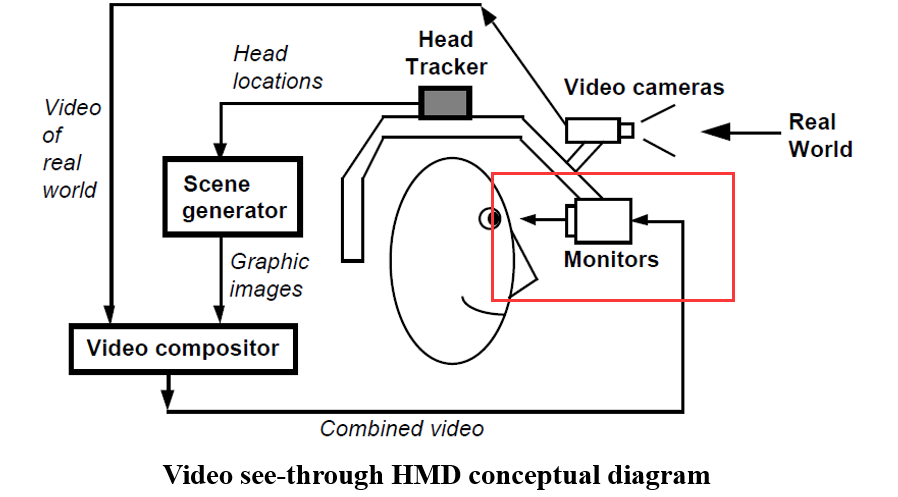 Head
Tracker
Head
locations
Video cameras
Video
of
real
world
Real
World
Scene
generator
Monitors
Graphic
images
Video compositor
Combined video
Video see-through HMD conceptual diagram